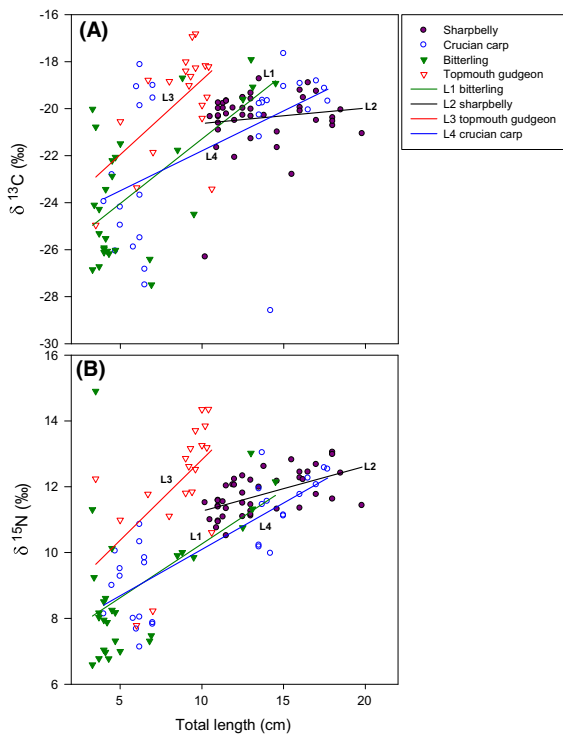 (A)
δ 13C (‰)
-16
-18
-20
-22
-24
-26
-28
-30
L3
L1
L2
L4
Sharpbelly
Crucian carp
Bitterling
Topmouth gudgeon
L1 bitterling
L2 sharpbelly
L3 topmouth gudgeon
L4 crucian carp
(B)
δ 15N (‰)
16
14
12
10
8
6
L3
L2
L1
L4
5
10
15
20
Total length (cm)